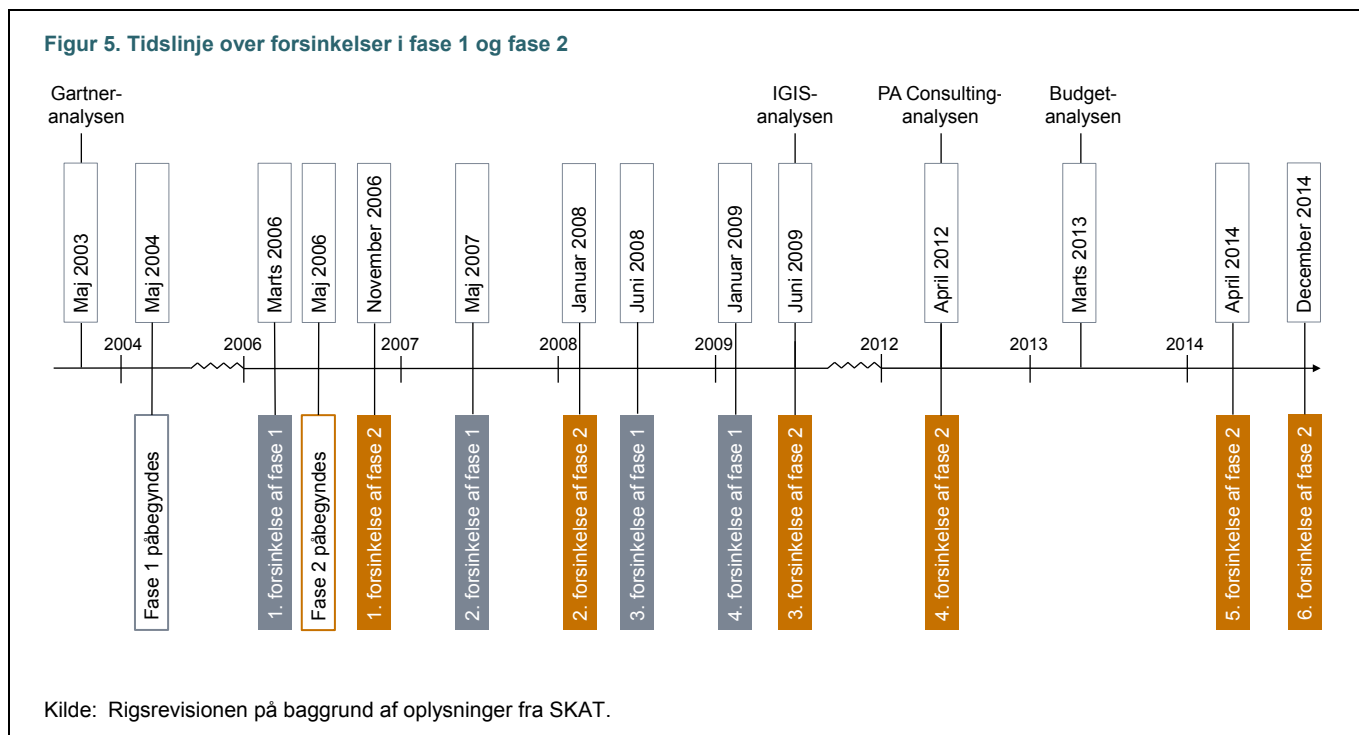 Figur 5. Tidslinje over forsinkelser i fase 1 og fase 2
Gartner-
analysen
IGIS-
analysen
PA Consulting-
analysen
Budget-
analysen
Maj 2003
Maj 2004
Marts 2006
Maj 2006
November 2006
Maj 2007
Januar 2008
Juni 2008
Januar 2009
Juni 2009
April 2012
Marts 2013
April 2014
December 2014
2004
2006
2007
2008
2009
2012
2013
2014
Fase 1 påbegyndes
1. forsinkelse af fase 1
Fase 2 påbegyndes
1. forsinkelse af fase 2
2. forsinkelse af fase 1
2. forsinkelse af fase 2
3. forsinkelse af fase 1
4. forsinkelse af fase 1
3. forsinkelse af fase 2
4. forsinkelse af fase 2
5. forsinkelse af fase 2
6. forsinkelse af fase 2
Kilde: Rigsrevisionen på baggrund af oplysninger fra SKAT.